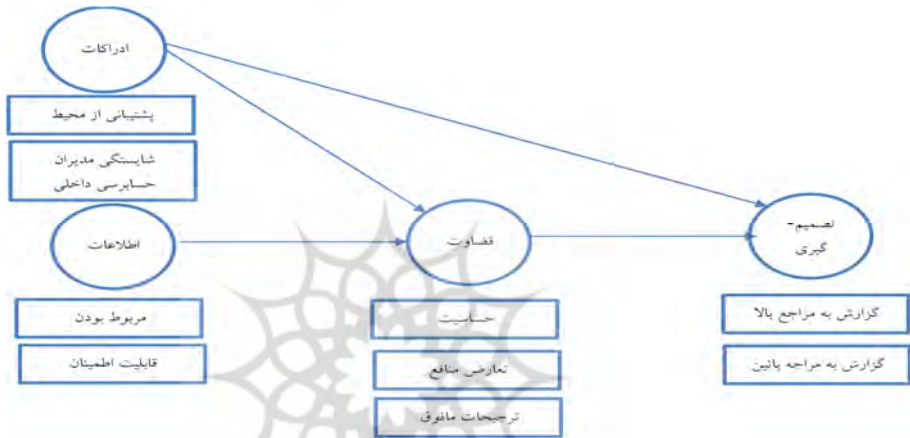 ادراکات
پشتیبانی از محیط
شایستگی مدیران
حسابرسی داخلی
اطلاعات
قضاوت
تصمیم-
گیری
مربوط بودن
حساسیت
گزارش به مراجع بالا
قابلیت اطمینان
تعارض منافع
گزارش به مراجه پائین
ترجیحات مافوق